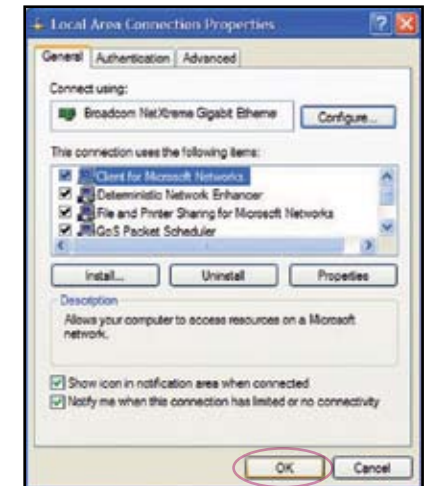 Local Area Connection Properties
General Authentication Advanced
Connect using:
Broadcom NetXtreme Gigabit Etherne Configure...
This connection uses the following items:
Client for Microsoft Networks
Deterministic Network Enhancer
File and Printer Sharing for Microsoft Networks
QoS Packet Scheduler
Install... Uninstall Properties
Description
Allows your computer to access resources on a Microsoft
network.
Show icon in notification area when connected
Notify me when this connection has limited or no connectivity
OK Cancel